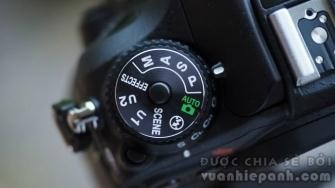 M
A
S
P
AUTO
SCENE
U1
U2
EFFECTS
ĐƯỢC CHIA SẺ BỞI
vuanhiepanh.com